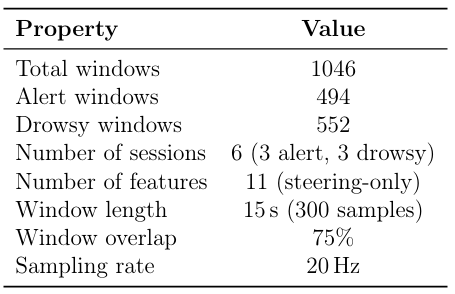 Property Value
Total windows 1046
Alert windows 494
Drowsy windows 552
Number of sessions 6 (3 alert, 3 drowsy)
Number of features 11 (steering-only)
Window length 15 s (300 samples)
Window overlap 75%
Sampling rate 20 Hz